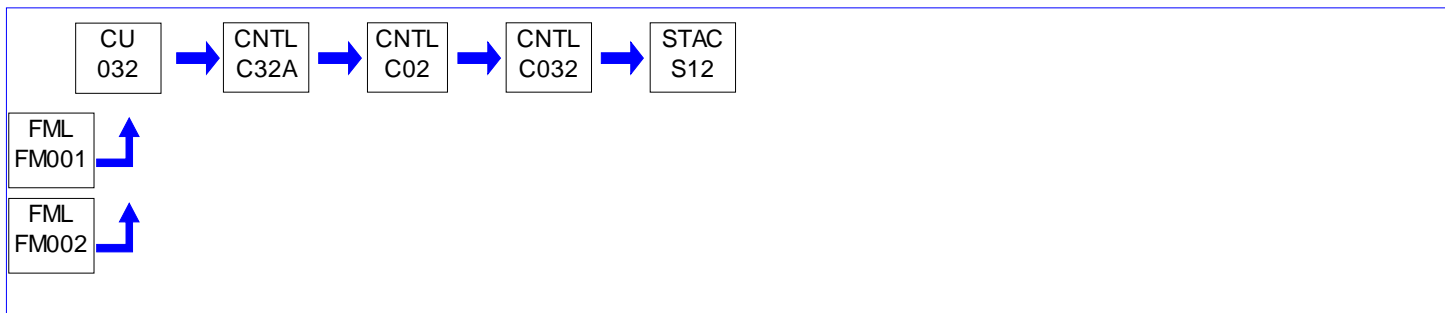 CU
032
CNTL
C32A
CNTL
C02
CNTL
C032
STAC
S12
FML
FM001
FML
FM002